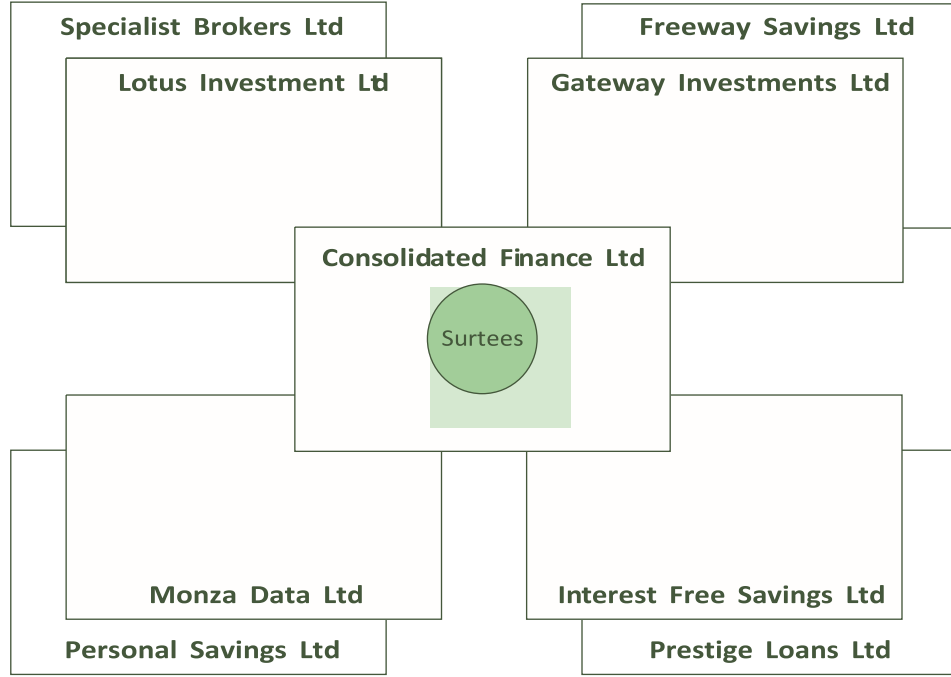 Specialist Brokers Ltd
Freeway Savings Ltd
Lotus Investment Ltd
Gateway Investments Ltd
Consolidated Finance Ltd
Surtees
Monza Data Ltd
Interest Free Savings Ltd
Personal Savings Ltd
Prestige Loans Ltd